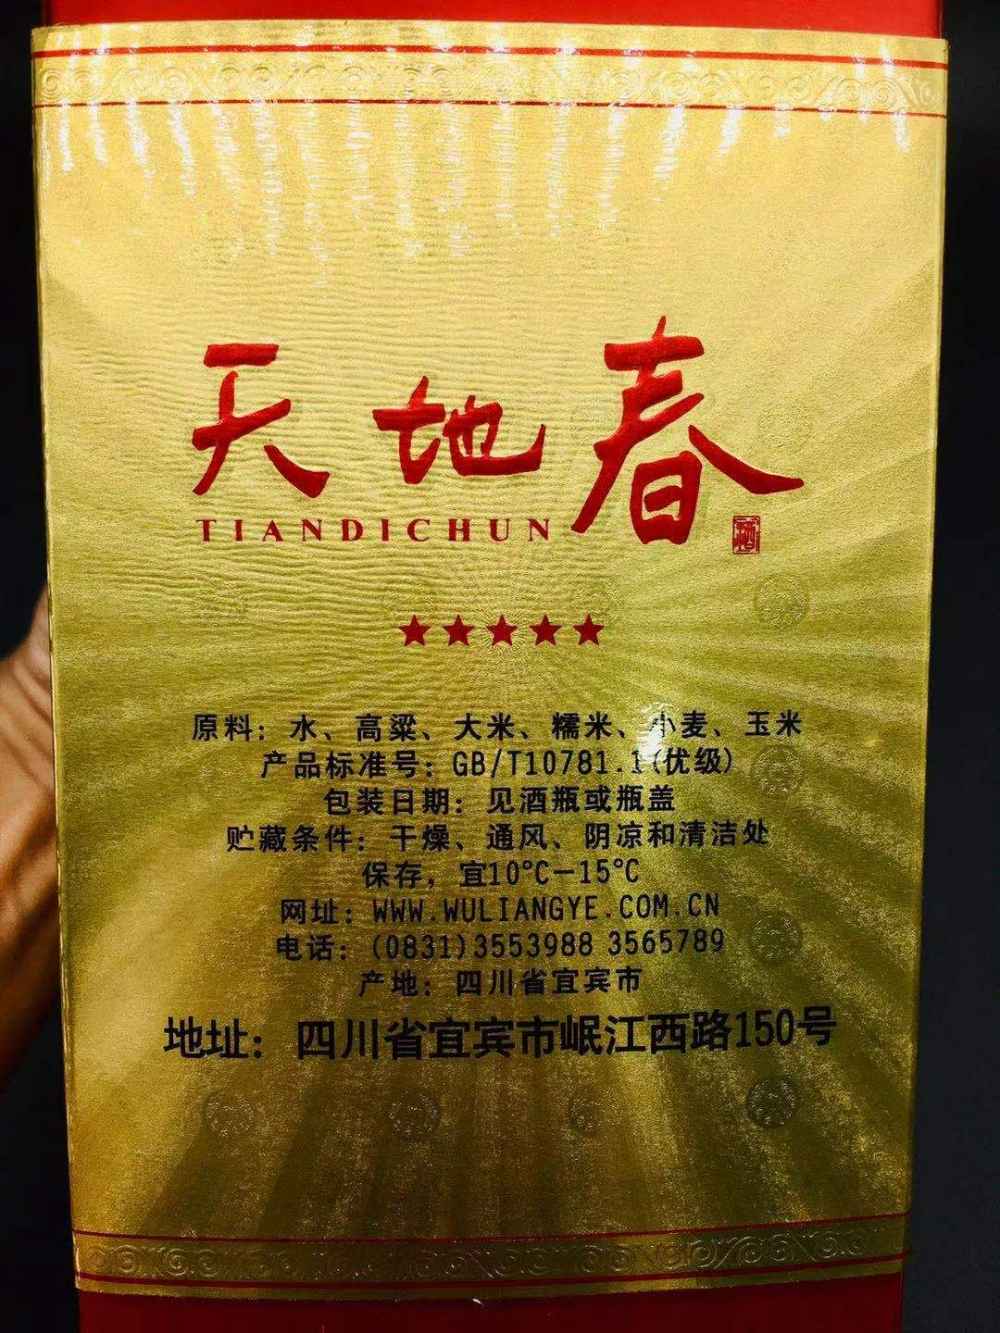 天地春
TIANDICHUN
★★★★★
原料：水、高粱、大米、糯米、小麦、玉米
产品标准号：GB/T10781.1(优级)
包装日期：见酒瓶或瓶盖
贮藏条件：干燥、通风、阴凉和清洁处
保存，宜10℃—15℃
网址：WWW.WULIANGYE.COM.CN
电话：(0831)3553988 3565789
产地：四川省宜宾市
地址：四川省宜宾市岷江西路150号